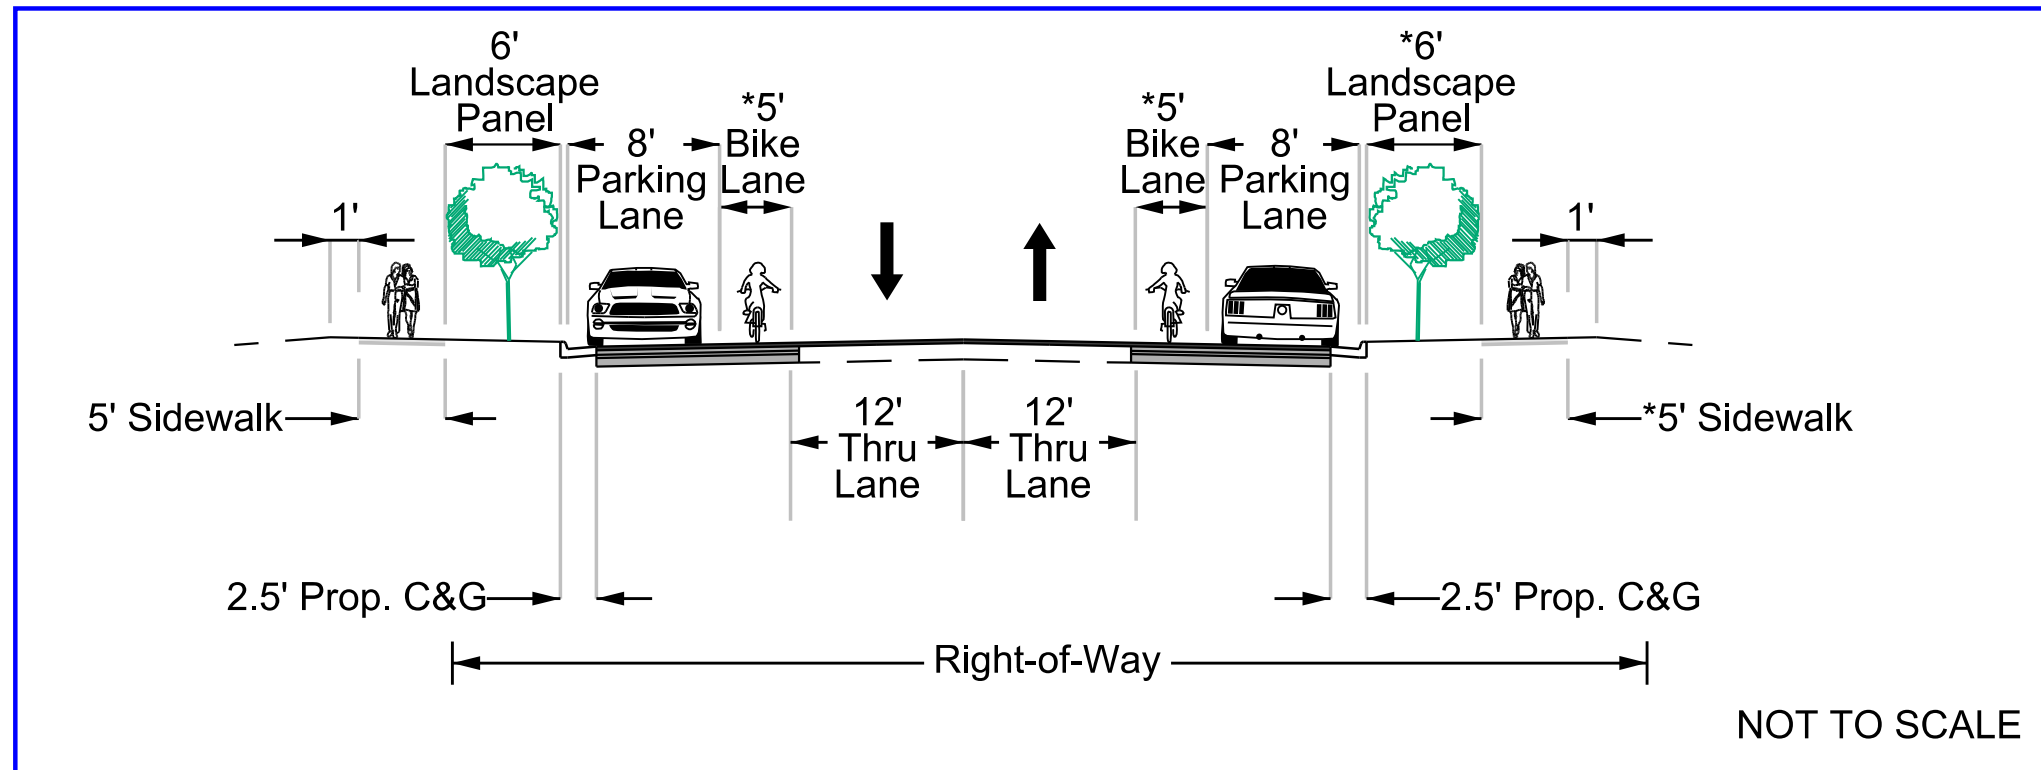 6'
Landscape
Panel
*6'
Landscape
Panel
*5'
Bike
Lane
*5'
Bike
Lane
8'
Parking
Lane
8'
Parking
Lane
1'
1'
5' Sidewalk
*5' Sidewalk
12'
Thru
Lane
12'
Thru
Lane
2.5' Prop. C&G
2.5' Prop. C&G
Right-of-Way
NOT TO SCALE